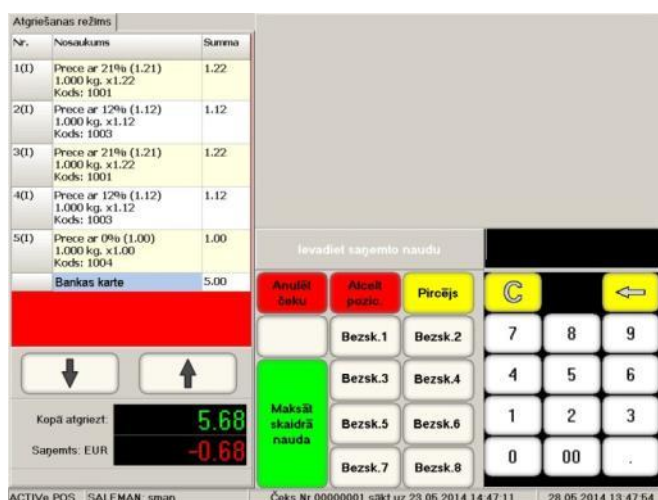 Atgriešanas režīms
Nr. Nosaukums Summa
1(I) Prece ar 21% (1.21) 1.22
1.000 kg. x1.22
Kods: 1001
2(I) Prece ar 12% (1.12) 1.12
1.000 kg. x1.12
Kods: 1003
3(I) Prece ar 21% (1.21) 1.22
1.000 kg. x1.22
Kods: 1001
4(I) Prece ar 12% (1.12) 1.12
1.000 kg. x1.12
Kods: 1003
5(I) Prece ar 0% (1.00) 1.00
1.000 kg. x1.00
Kods: 1004
Bankas karte 5.00
Kopā atgriezt: 5.68
Saņemts: EUR -0.68
Ievadiet saņemto naudu
Anulēt čeku
Atcelt pozīc.
Pircējs
Bezsk.1 Bezsk.2
Bezsk.3 Bezsk.4
Maksāt skaidrā nauda
Bezsk.5 Bezsk.6
Bezsk.7 Bezsk.8
C
7 8 9
4 5 6
1 2 3
0 00 .
ACTIVe POS SALEMAN: sman Čeks Nr.00000001 sākt uz 23.05.2014 14:47:11 28.05.2014 13:47:54